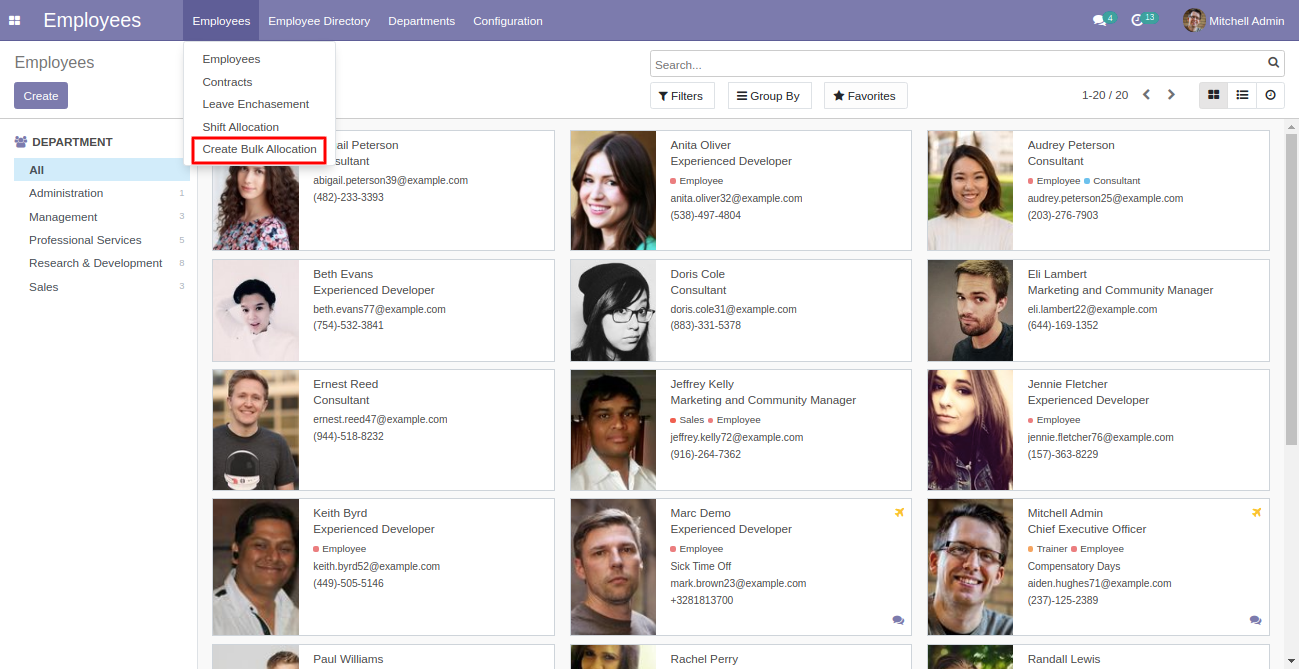 Employees
Employees
Employee Directory
Departments
Configuration
4
13
Mitchell Admin
Employees
Create
Employees
Contracts
Leave Enchasement
Shift Allocation
Create Bulk Allocation
Search...
Filters
Group By
Favorites
1-20 / 20
DEPARTMENT
All
Administration 1
Management 3
Professional Services 5
Research & Development 8
Sales 3
ail Peterson
sultant
abigail.peterson39@example.com
(482)-233-3393
Anita Oliver
Experienced Developer
Employee
anita.oliver32@example.com
(538)-497-4804
Audrey Peterson
Consultant
Employee Consultant
audrey.peterson25@example.com
(203)-276-7903
Beth Evans
Experienced Developer
beth.evans77@example.com
(754)-532-3841
Doris Cole
Consultant
doris.cole31@example.com
(883)-331-5378
Eli Lambert
Marketing and Community Manager
eli.lambert22@example.com
(644)-169-1352
Ernest Reed
Consultant
ernest.reed47@example.com
(944)-518-8232
Jeffrey Kelly
Marketing and Community Manager
Sales Employee
jeffrey.kelly72@example.com
(916)-264-7362
Jennie Fletcher
Experienced Developer
Employee
jennie.fletcher76@example.com
(157)-363-8229
Keith Byrd
Experienced Developer
Employee
keith.byrd52@example.com
(449)-505-5146
Marc Demo
Experienced Developer
Employee
Sick Time Off
mark.brown23@example.com
+3281813700
Mitchell Admin
Chief Executive Officer
Trainer Employee
Compensatory Days
aiden.hughes71@example.com
(237)-125-2389
Paul Williams
Rachel Perry
Randall Lewis